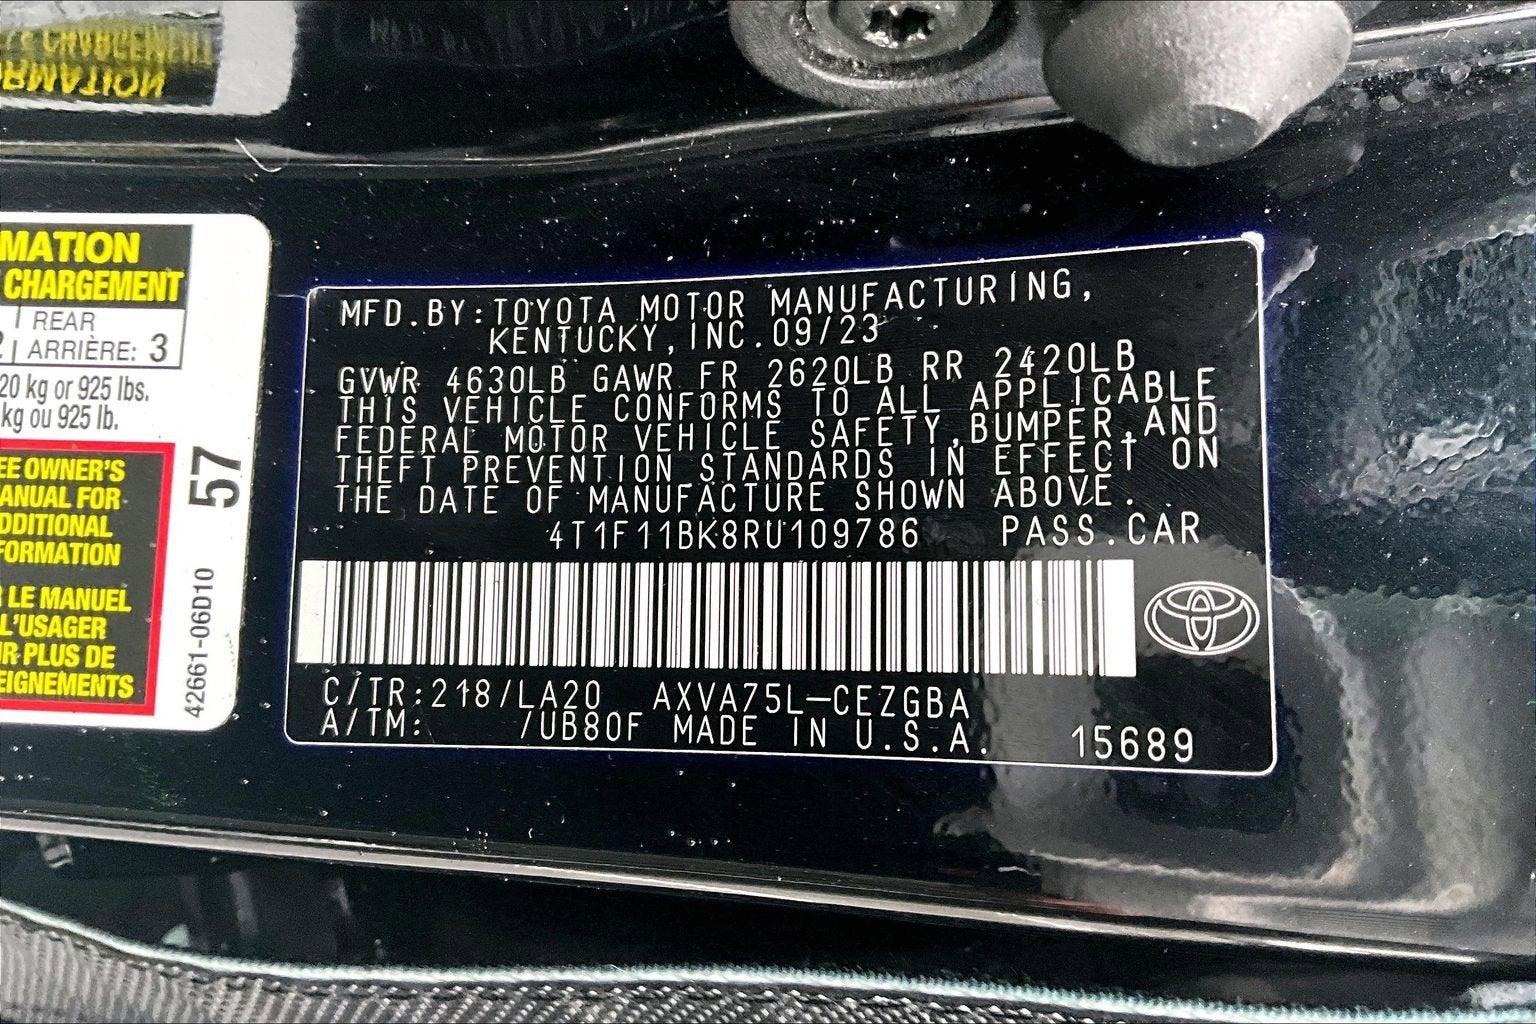 MATION
CHARGEMENT
REAR
ARRIÈRE: 3
20 kg or 925 lbs.
kg ou 925 lb.
EE OWNER'S
ANUAL FOR
DDITIONAL
FORMATION
LE MANUEL
L'USAGER
R PLUS DE
EIGNEMENTS
57
42661-06D10
MFD.BY:TOYOTA MOTOR MANUFACTURING,
KENTUCKY,INC.09/23
GVWR 4630LB GAWR FR 2620LB RR 2420LB
THIS VEHICLE CONFORMS TO ALL APPLICABLE
FEDERAL MOTOR VEHICLE SAFETY,BUMPER,AND
THEFT PREVENTION STANDARDS IN EFFECT ON
THE DATE OF MANUFACTURE SHOWN ABOVE.
4T1F11BK8RU109786 PASS.CAR
C/TR:218/LA20 AXVA75L-CEZGBA
A/TM: /UB80F MADE IN U.S.A. 15689